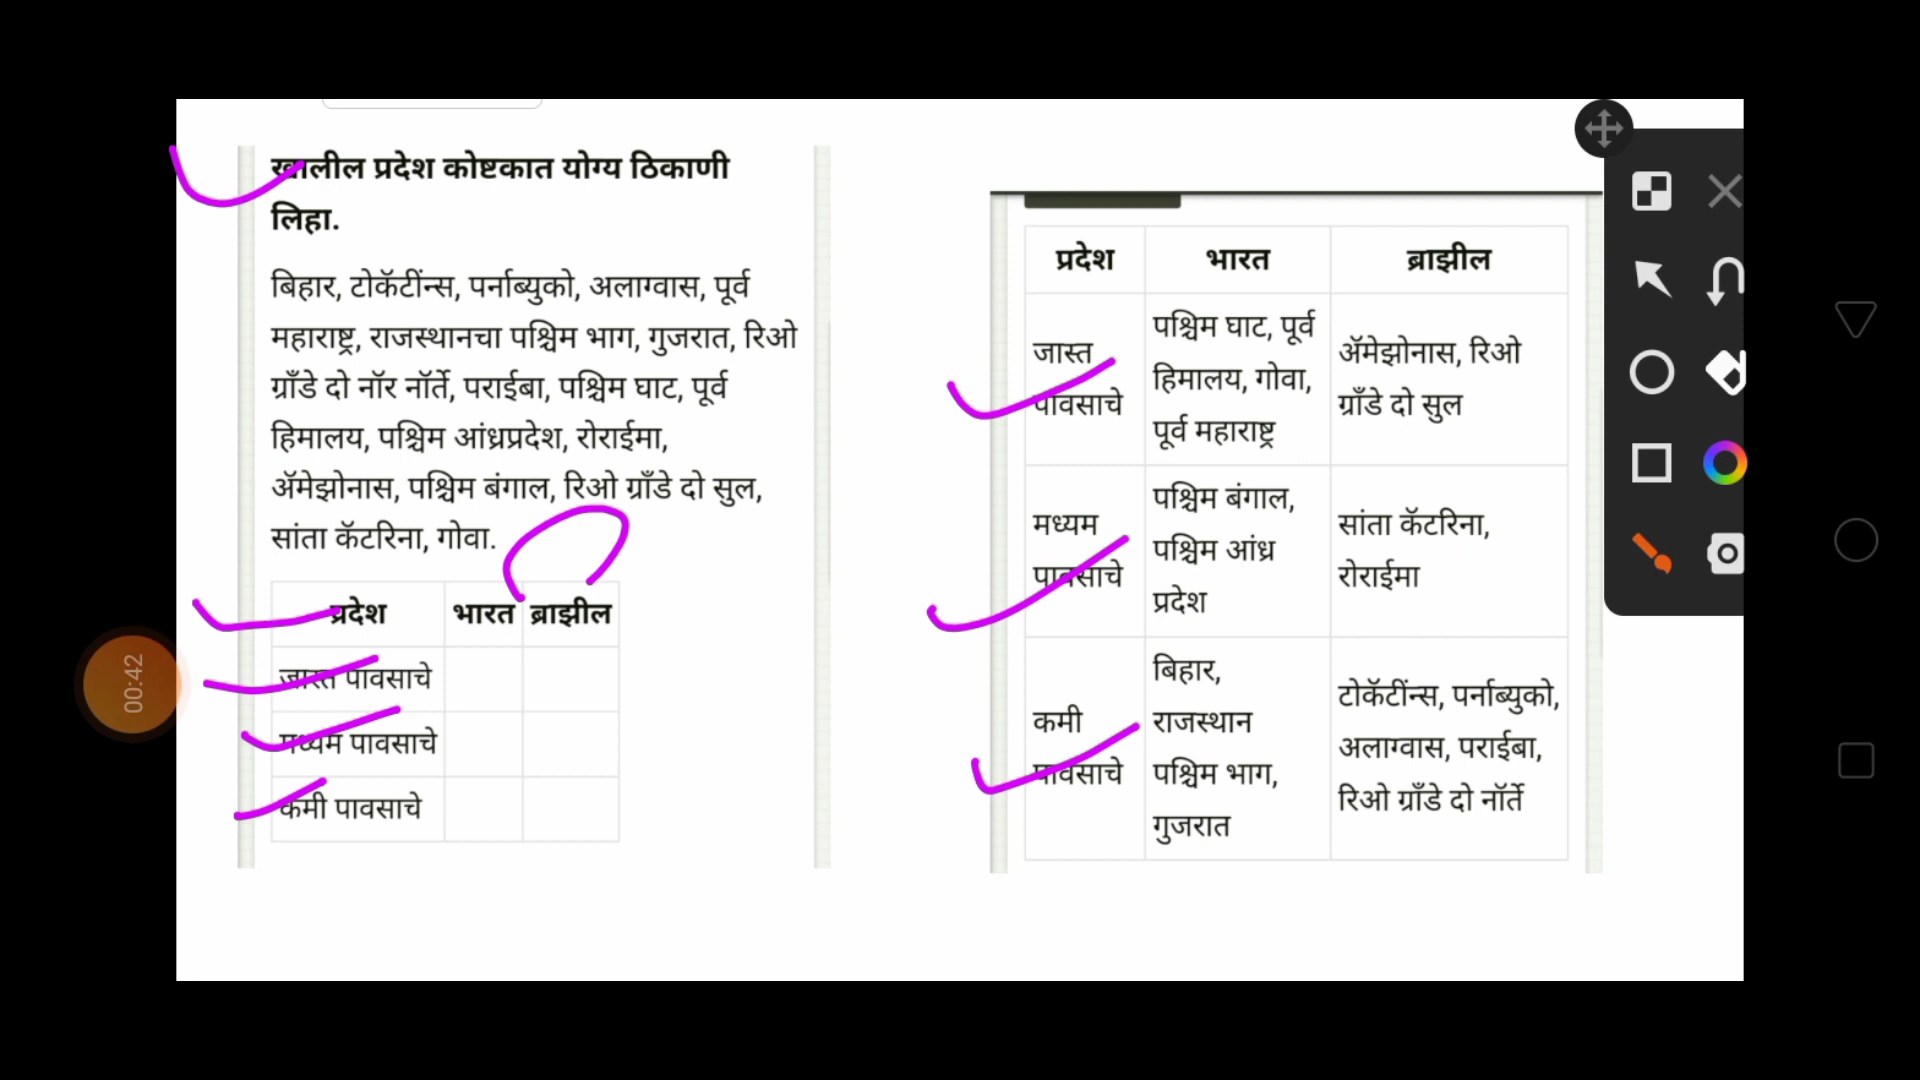 खालील प्रदेश कोष्टकात योग्य ठिकाणी
लिहा.
बिहार, टोकॅटींन्स, पर्नाब्युको, अलाग्वास, पूर्व
महाराष्ट्र, राजस्थानचा पश्चिम भाग, गुजरात, रिओ
ग्राँडे दो नॉर नॉर्ते, पराईबा, पश्चिम घाट, पूर्व
हिमालय, पश्चिम आंध्रप्रदेश, रोराईमा,
ॲमेझोनास, पश्चिम बंगाल, रिओ ग्राँडे दो सुल,
सांता कॅटरिना, गोवा.
प्रदेश भारत ब्राझील
जास्त पावसाचे
मध्यम पावसाचे
कमी पावसाचे
प्रदेश भारत ब्राझील
जास्त
पावसाचे
पश्चिम घाट, पूर्व
हिमालय, गोवा,
पूर्व महाराष्ट्र
ॲमेझोनास, रिओ
ग्राँडे दो सुल
मध्यम
पावसाचे
पश्चिम बंगाल,
पश्चिम आंध्र
प्रदेश
सांता कॅटरिना,
रोराईमा
कमी
पावसाचे
बिहार,
राजस्थान
पश्चिम भाग,
गुजरात
टोकॅटींन्स, पर्नाब्युको,
अलाग्वास, पराईबा,
रिओ ग्राँडे दो नॉर्ते
00:42